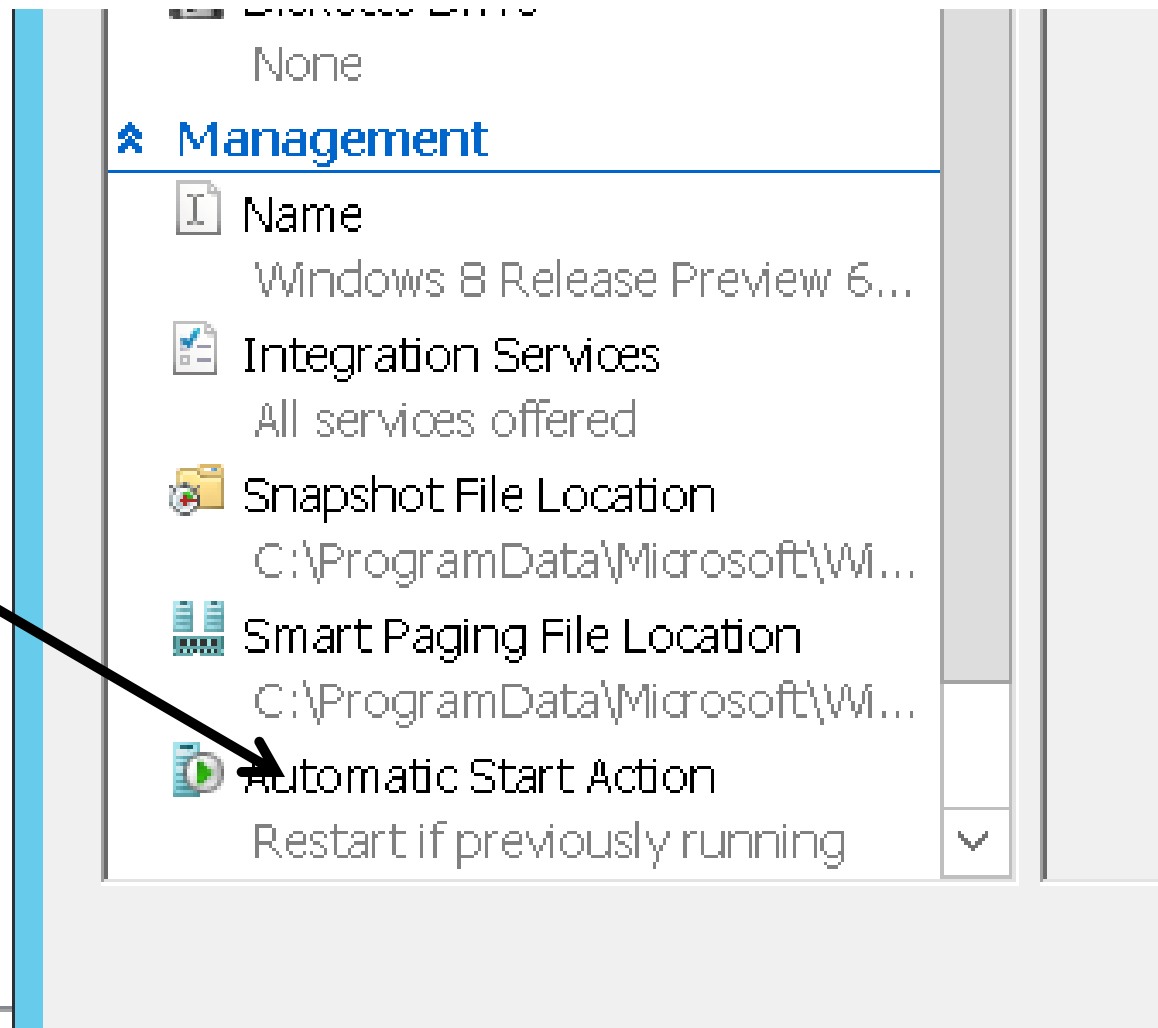 None
Management
Name
Windows 8 Release Preview 6...
Integration Services
All services offered
Snapshot File Location
C:\ProgramData\Microsoft\Wi...
Smart Paging File Location
C:\ProgramData\Microsoft\Wi...
Automatic Start Action
Restart if previously running